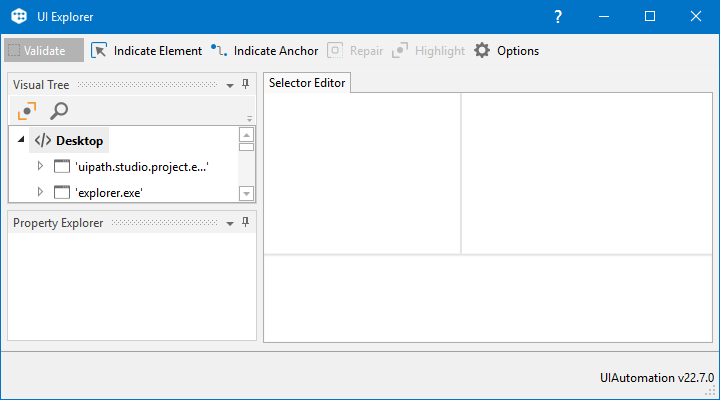 UI Explorer
?
Validate Indicate Element Indicate Anchor Repair Highlight Options
Visual Tree
Selector Editor
</> Desktop
'uipath.studio.project.e...'
'explorer.exe'
Property Explorer
UIAutomation v22.7.0